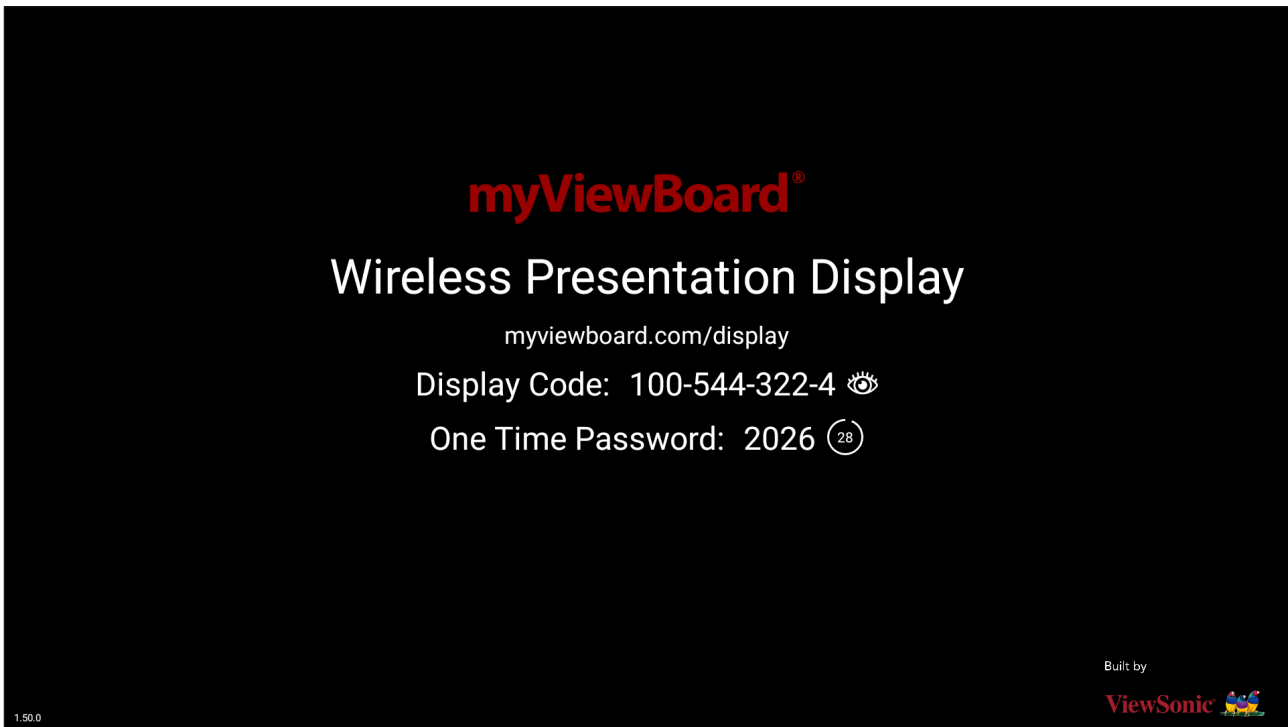 myViewBoard®
Wireless Presentation Display
myviewboard.com/display
Display Code: 100-544-322-4
One Time Password: 2026 28
Built by
ViewSonic®
1.50.0